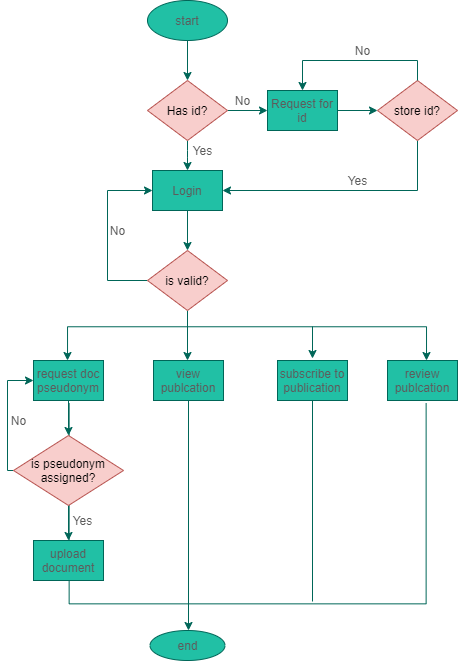 start
No
Has id?
No
Request for
id
store id?
Yes
Yes
Login
No
is valid?
request doc
pseudonym
view
publcation
subscribe to
publication
review
publcation
No
is pseudonym
assigned?
Yes
upload
document
end